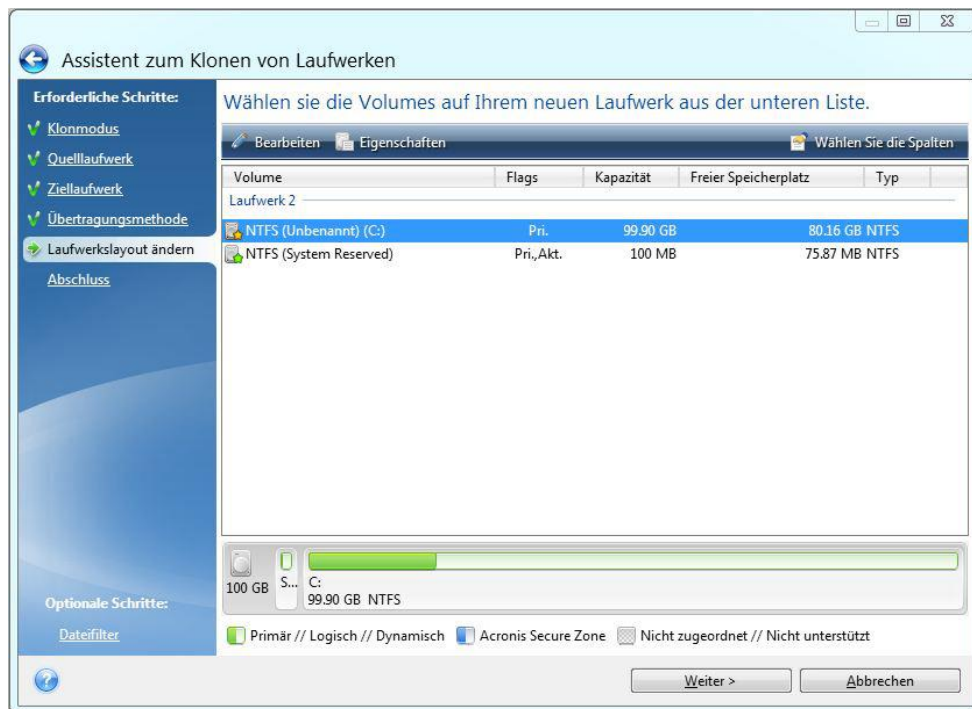 Assistent zum Klonen von Laufwerken
Erforderliche Schritte:
Klonmodus
Quelllaufwerk
Ziellaufwerk
Übertragungsmethode
Laufwerkslayout ändern
Abschluss
Optionale Schritte:
Dateifilter
Wählen sie die Volumes auf Ihrem neuen Laufwerk aus der unteren Liste.
Bearbeiten Eigenschaften Wählen Sie die Spalten
Volume Flags Kapazität Freier Speicherplatz Typ
Laufwerk 2
NTFS (Unbenannt) (C:) Pri. 99.90 GB 80.16 GB NTFS
NTFS (System Reserved) Pri.,Akt. 100 MB 75.87 MB NTFS
100 GB S... C:
99.90 GB NTFS
Primär // Logisch // Dynamisch Acronis Secure Zone Nicht zugeordnet // Nicht unterstützt
? Weiter > Abbrechen